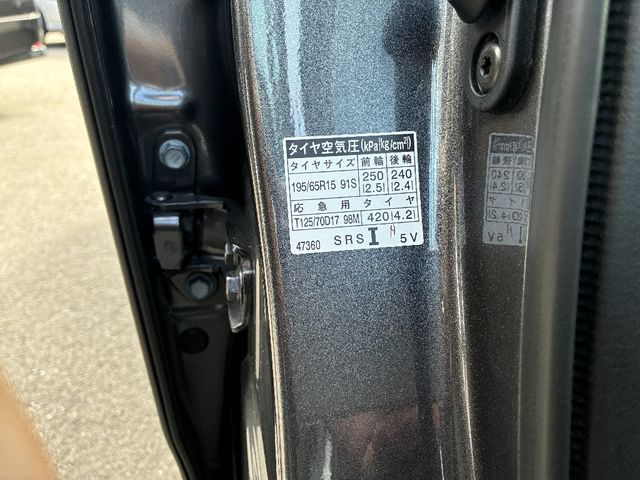 タイヤ空気圧(kPa{kg/cm²})
タイヤサイズ 前輪 後輪
195/65R15 91S 250{2.5} 240{2.4}
応急用タイヤ
T125/70D17 98M 420{4.2}
47360 SRS I 5V